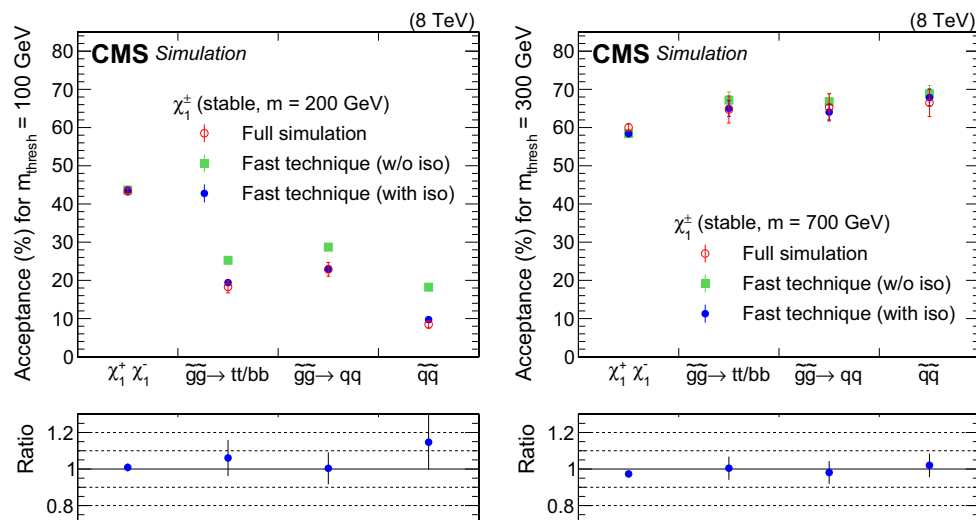 (8 TeV)
CMS Simulation
χ₁± (stable, m = 200 GeV)
Full simulation
Fast technique (w/o iso)
Fast technique (with iso)
Acceptance (%) for m_thresh = 100 GeV
80
70
60
50
40
30
20
10
0
χ₁⁺ χ₁⁻
g̃g̃→ tt/bb
g̃g̃→ qq
q̃q̃
Ratio
1.2
1
0.8
(8 TeV)
CMS Simulation
χ₁± (stable, m = 700 GeV)
Full simulation
Fast technique (w/o iso)
Fast technique (with iso)
Acceptance (%) for m_thresh = 300 GeV
80
70
60
50
40
30
20
10
0
χ₁⁺ χ₁⁻
g̃g̃→ tt/bb
g̃g̃→ qq
q̃q̃
Ratio
1.2
1
0.8